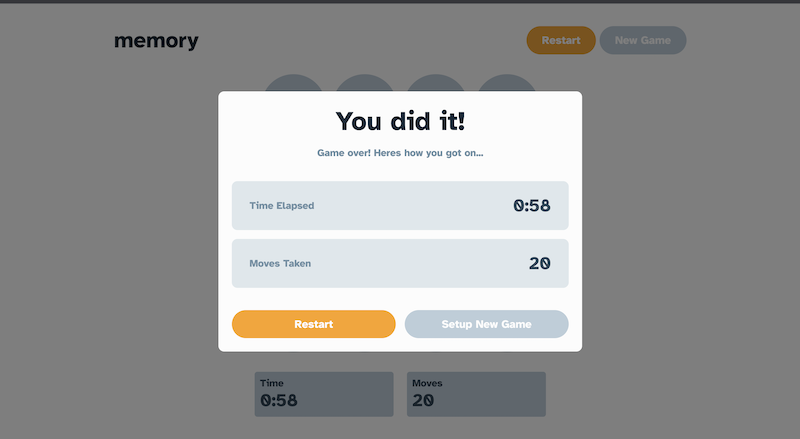 memory
Restart
New Game
You did it!
Game over! Heres how you got on...
Time Elapsed
0:58
Moves Taken
20
Restart
Setup New Game
Time
0:58
Moves
20